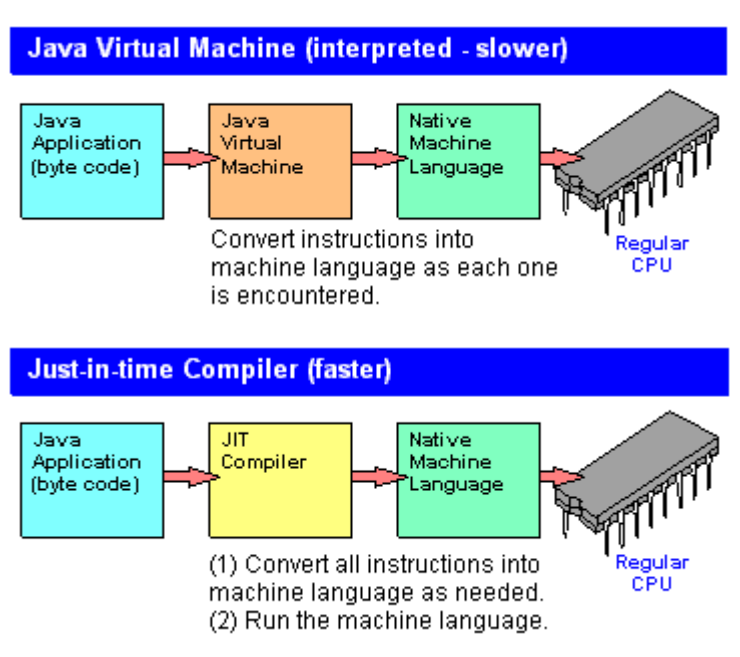 Java Virtual Machine (interpreted - slower)
Java
Application
(byte code)
Java
Virtual
Machine
Native
Machine
Language
Regular
CPU
Convert instructions into
machine language as each one
is encountered.
Just-in-time Compiler (faster)
Java
Application
(byte code)
JIT
Compiler
Native
Machine
Language
Regular
CPU
(1) Convert all instructions into
machine language as needed.
(2) Run the machine language.